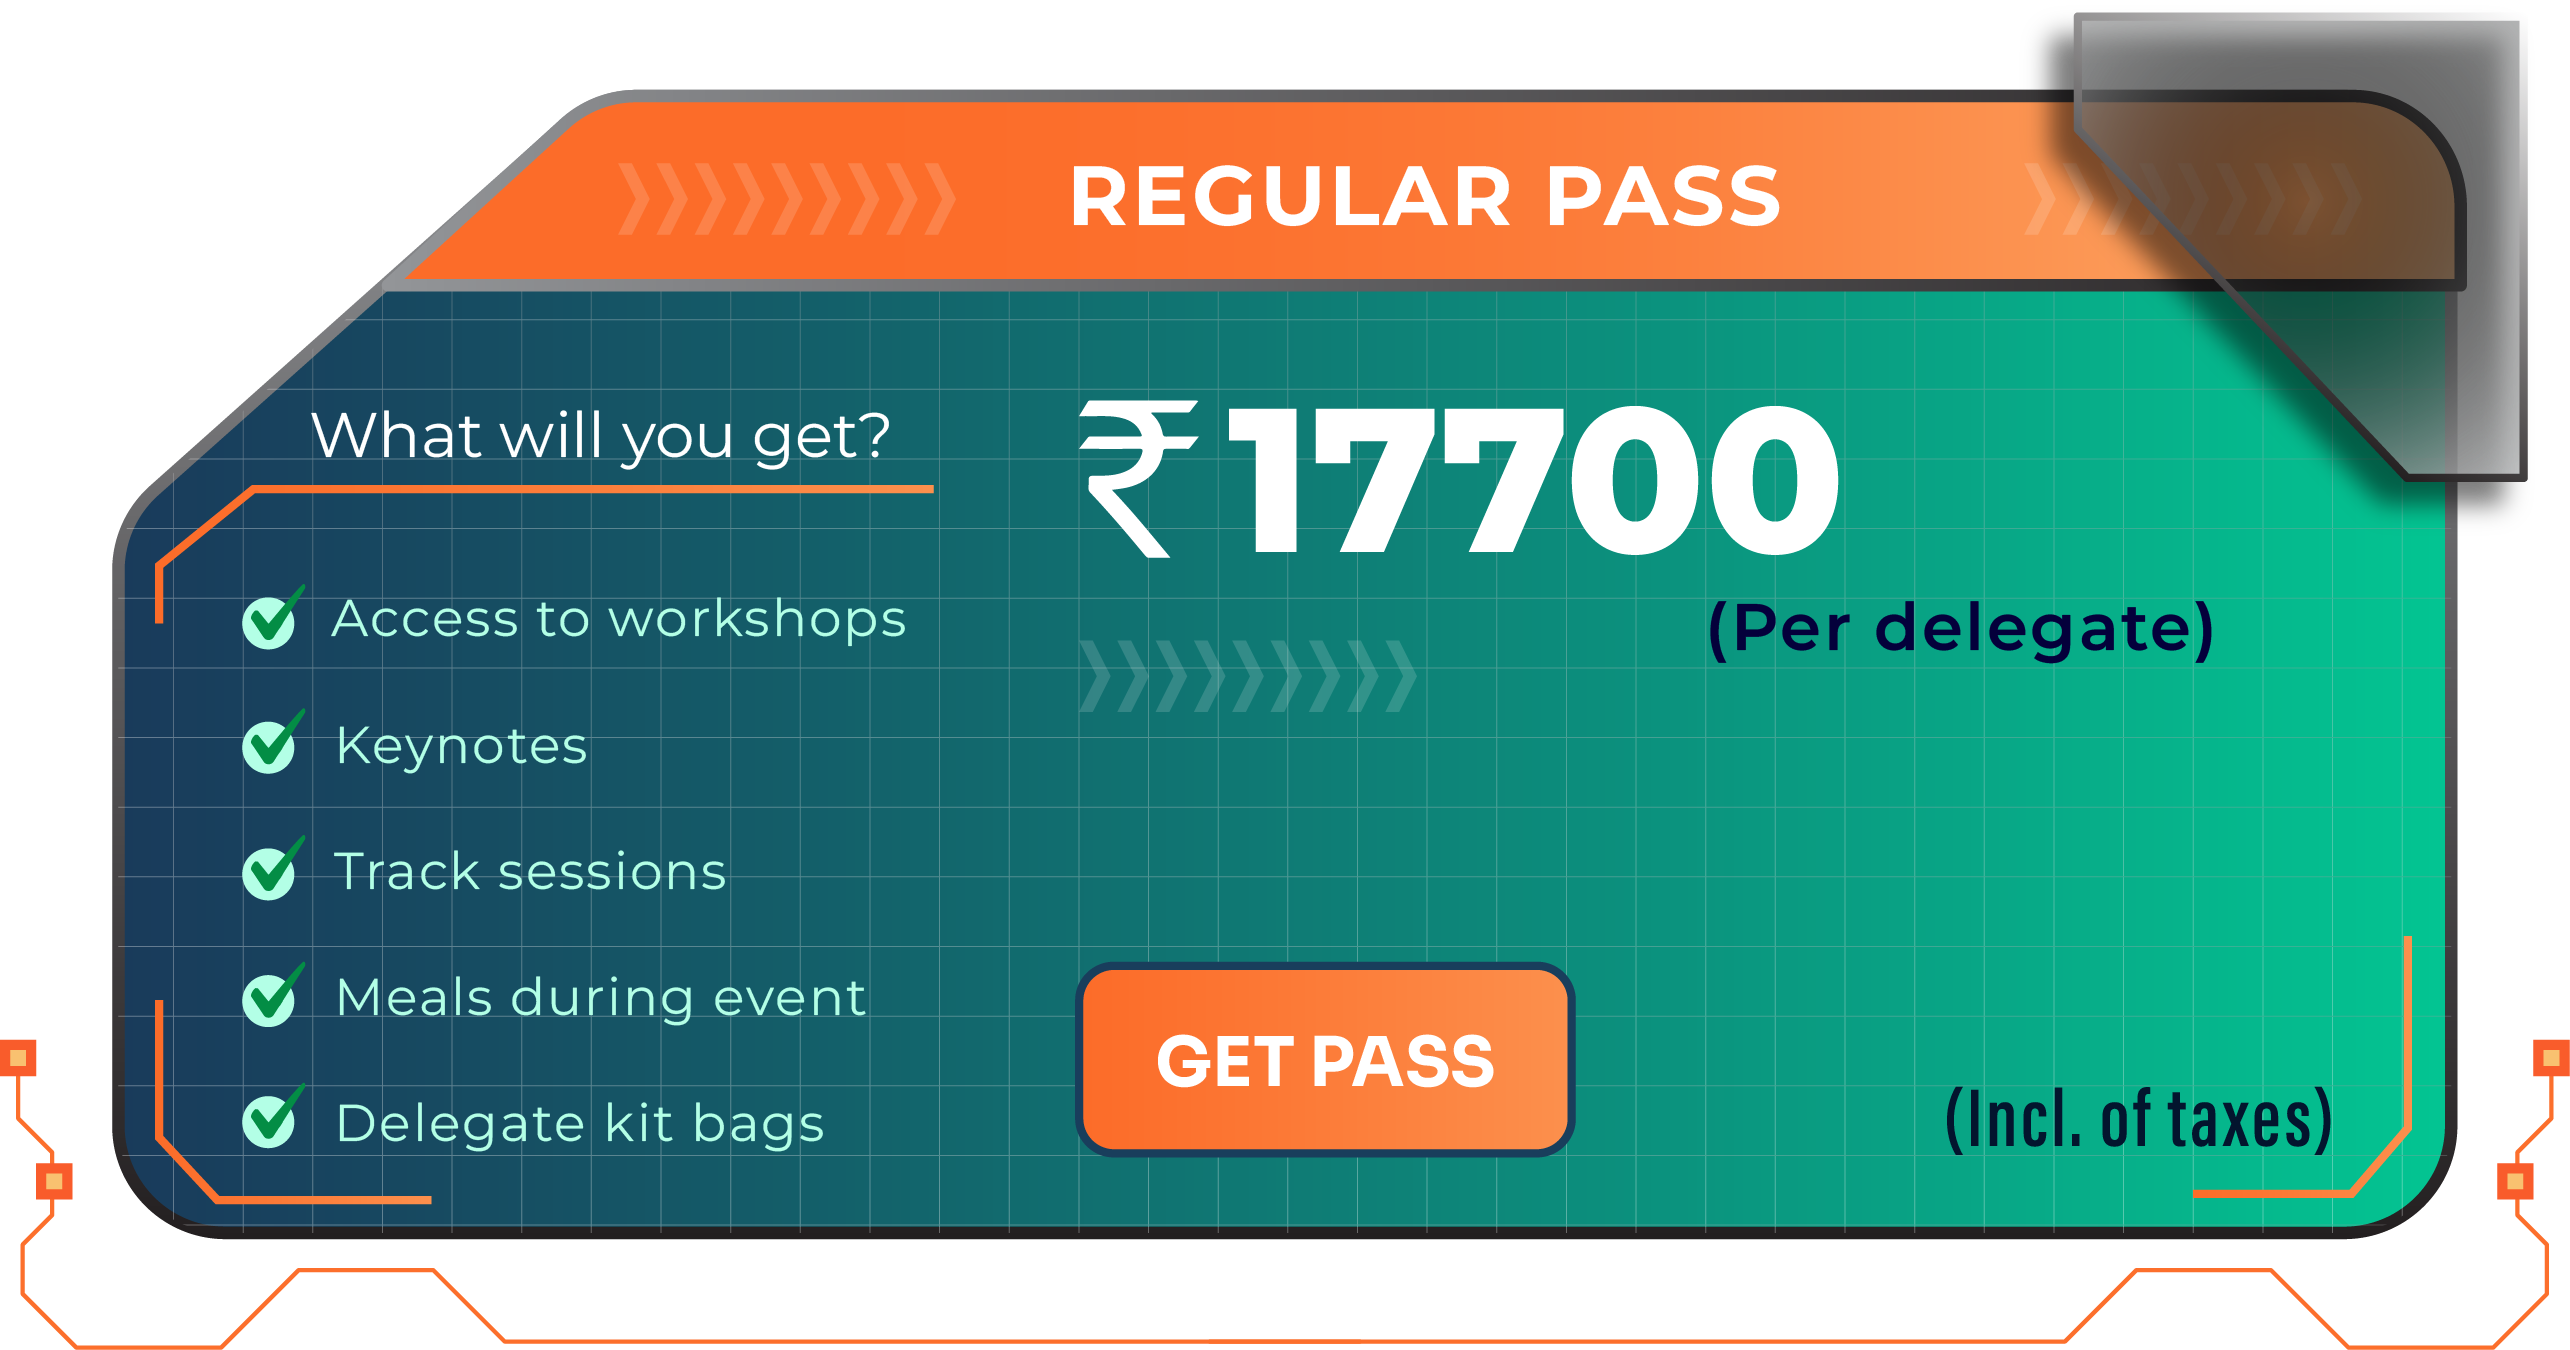 REGULAR PASS
What will you get?
Access to workshops
Keynotes
Track sessions
Meals during event
Delegate kit bags
₹17700
(Per delegate)
GET PASS
(Incl. of taxes)